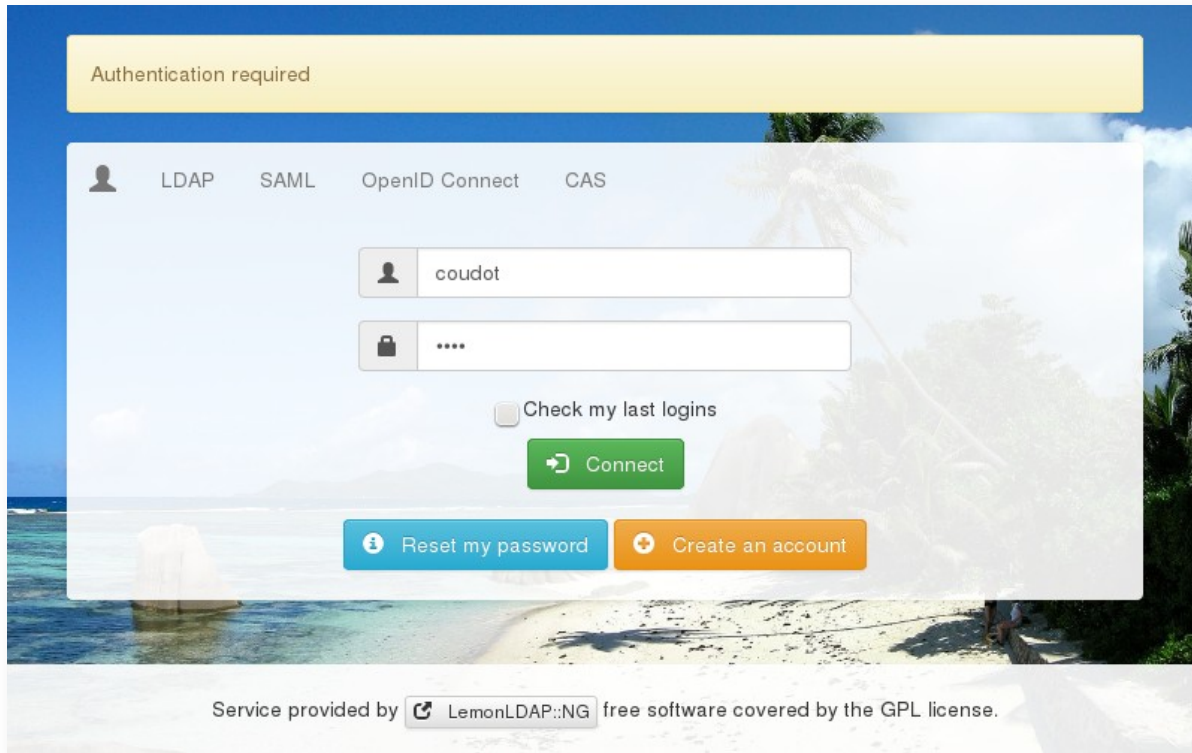 Authentication required
LDAP SAML OpenID Connect CAS
coudot
••••
Check my last logins
Connect
Reset my password Create an account
Service provided by LemonLDAP::NG free software covered by the GPL license.